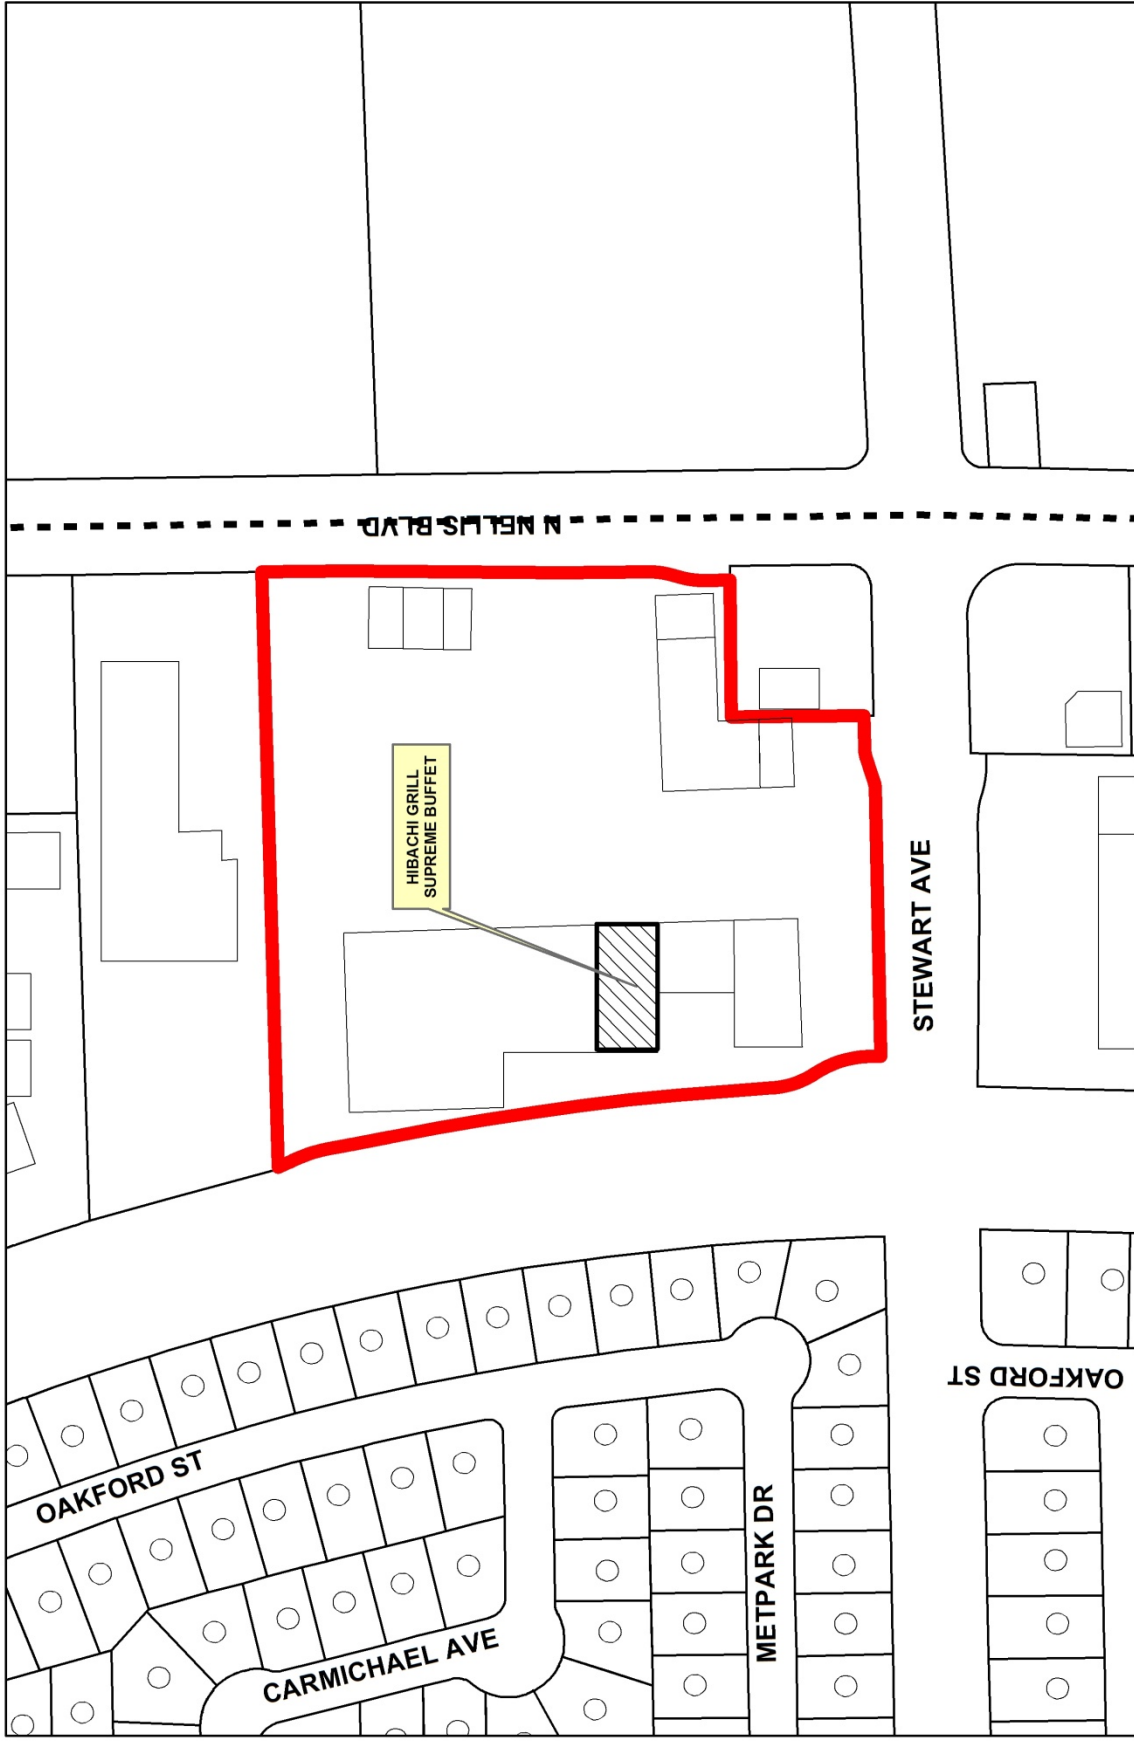 N NELLIS BLVD
HIBACHI GRILL
SUPREME BUFFET
STEWART AVE
OAKFORD ST
OAKFORD ST
METPARK DR
CARMICHAEL AVE